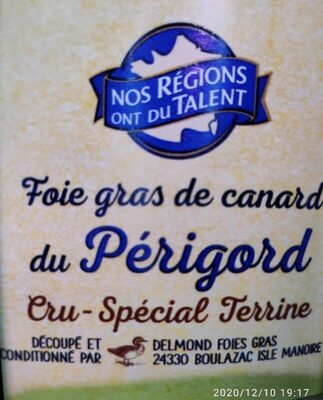 NOS RÉGIONS
ONT DU TALENT
Foie gras de canard
du Périgord
Cru-Spécial Terrine
DÉCOUPÉ ET
CONDITIONNÉ PAR
DELMOND FOIES GRAS
24330 BOULAZAC ISLE MANOIRE
2020/12/10 19:17